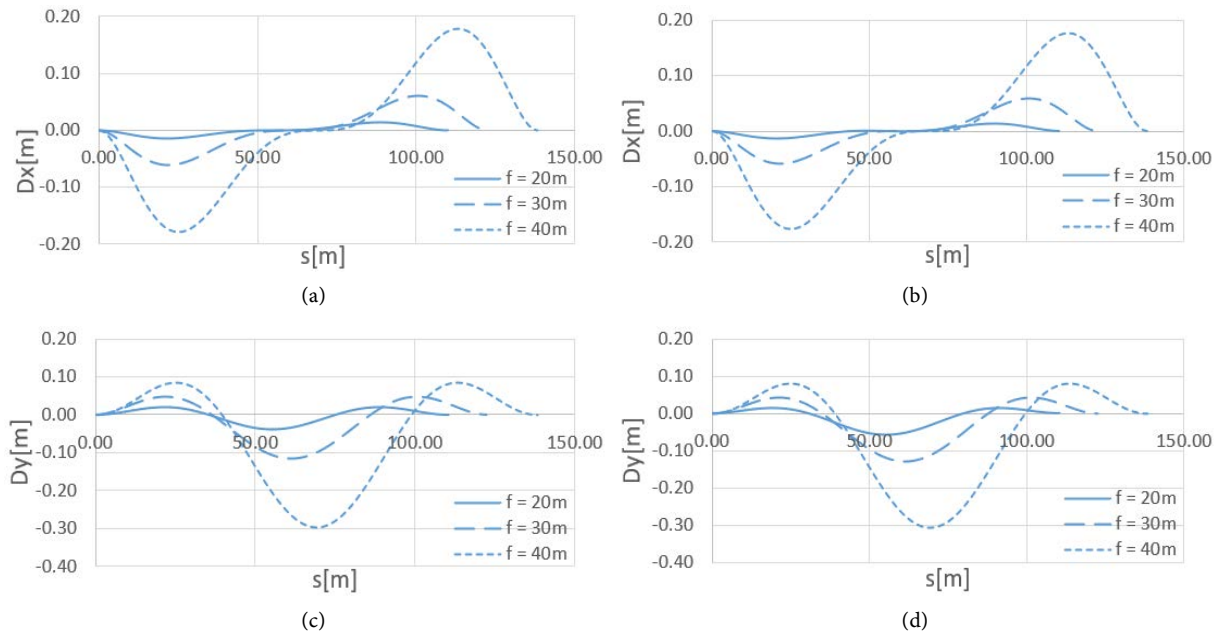 0.20
0.10
0.00
-0.10
-0.20
Dx[m]
0.00 50.00 100.00 150.00
s[m]
f = 20m
f = 30m
f = 40m
(a)
0.20
0.10
0.00
-0.10
-0.20
Dx[m]
0.00 50.00 100.00 150.00
s[m]
f = 20m
f = 30m
f = 40m
(b)
0.20
0.10
0.00
-0.10
-0.20
-0.30
-0.40
Dy[m]
0.00 50.00 100.00 150.00
s[m]
f = 20m
f = 30m
f = 40m
(c)
0.20
0.10
0.00
-0.10
-0.20
-0.30
-0.40
Dy[m]
0.00 50.00 100.00 150.00
s[m]
f = 20m
f = 30m
f = 40m
(d)